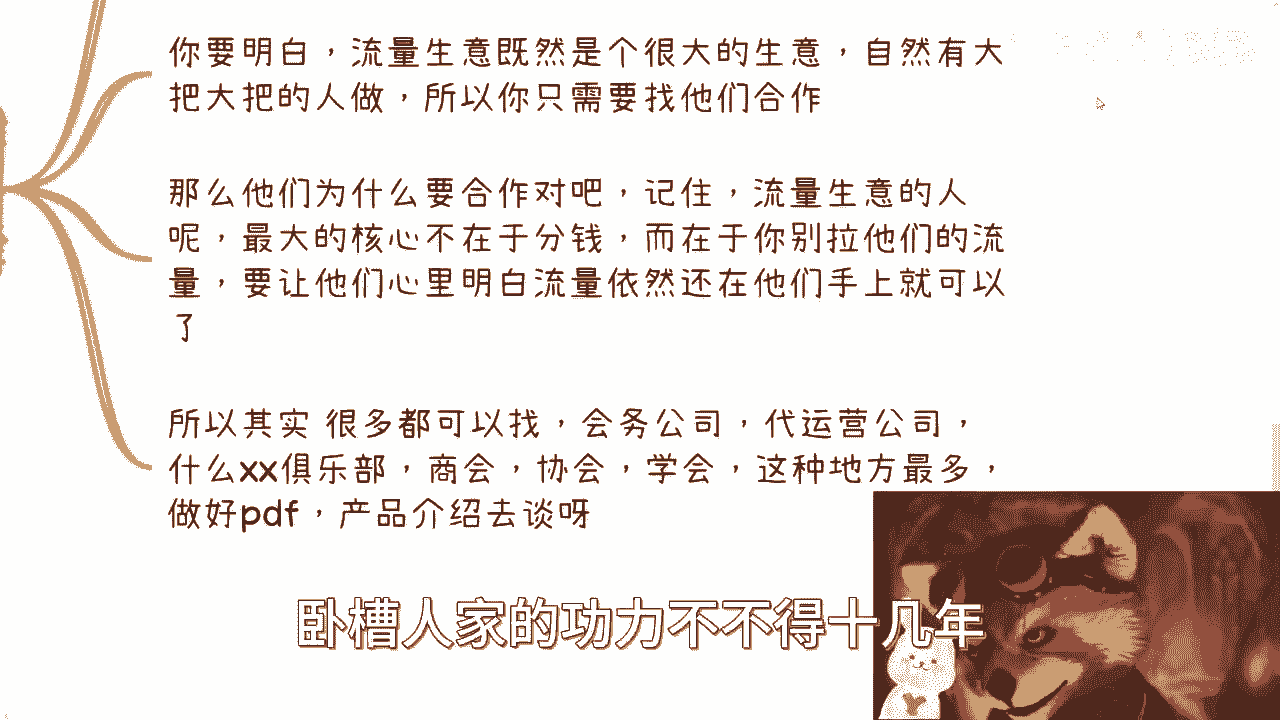 你要明白，流量生意既然是个很大的生意，自然有大
把大把的人做，所以你只需要找他们合作
那么他们为什么要合作对吧，记住，流量生意的人
呢，最大的核心不在于分钱，而在于你别拉他们的流
量，要让他们心里明白流量依然还在他们手上就可以
了
所以其实 很多都可以找，会务公司，代运营公司，
什么xx俱乐部，商会，协会，学会，这种地方最多，
做好pdf，产品介绍去谈呀
卧槽人家的功力不不得十几年